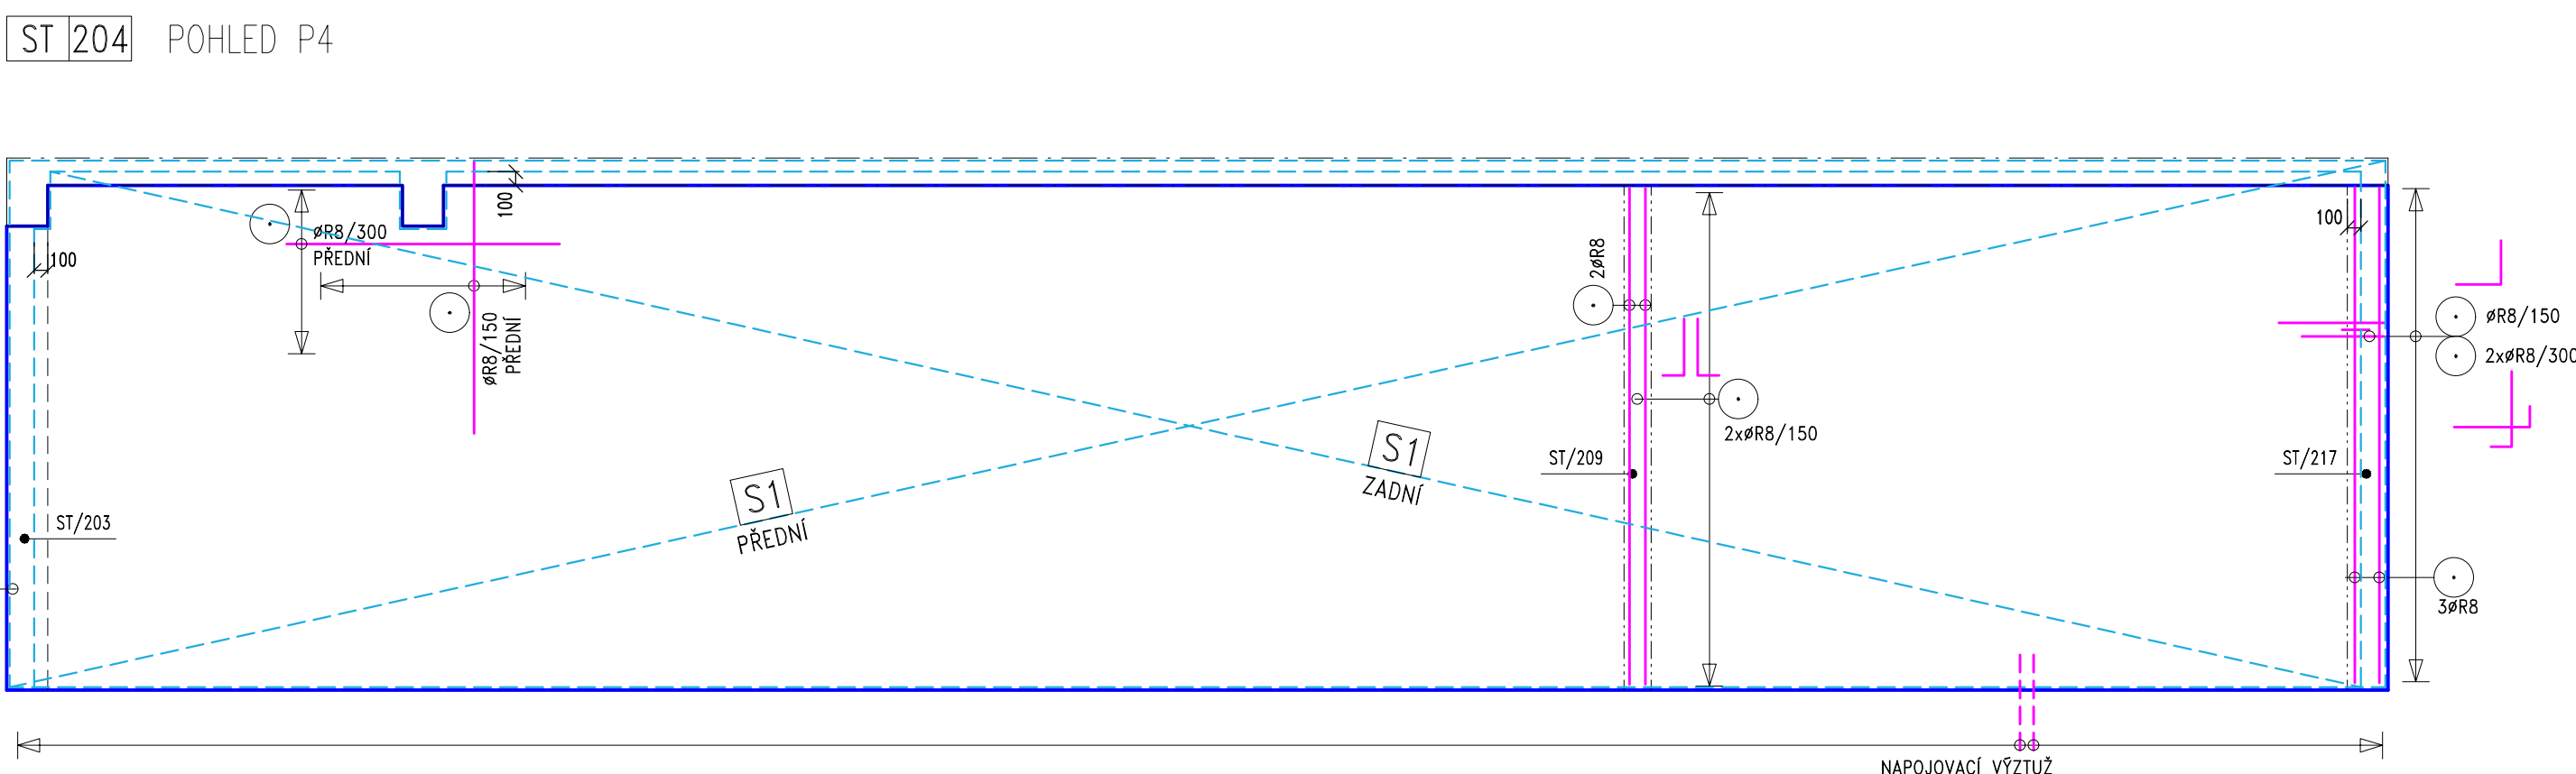 ST 204 POHLED P4
100
øR8/300
PŘEDNÍ
100
øR8/150
PŘEDNÍ
2øR8
100
øR8/150
2xøR8/300
2xøR8/150
S1
ZADNÍ
ST/209
ST/217
S1
PŘEDNÍ
ST/203
3øR8
NAPOJOVACÍ VÝZTUŽ